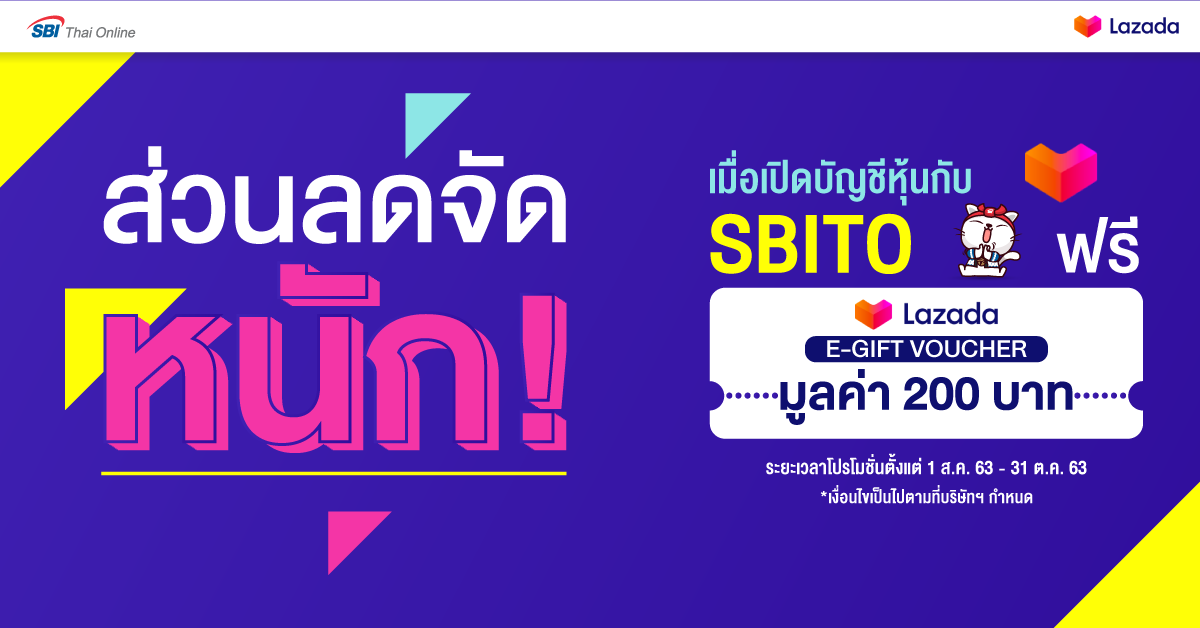 SBI Thai Online
Lazada
ส่วนลดจัด
หนัก!
เมื่อเปิดบัญชีหุ้นกับ
SBITO ฟรี
Lazada
E-GIFT VOUCHER
มูลค่า 200 บาท
ระยะเวลาโปรโมชั่นตั้งแต่ 1 ส.ค. 63 - 31 ต.ค. 63
*เงื่อนไขเป็นไปตามที่บริษัทฯ กำหนด